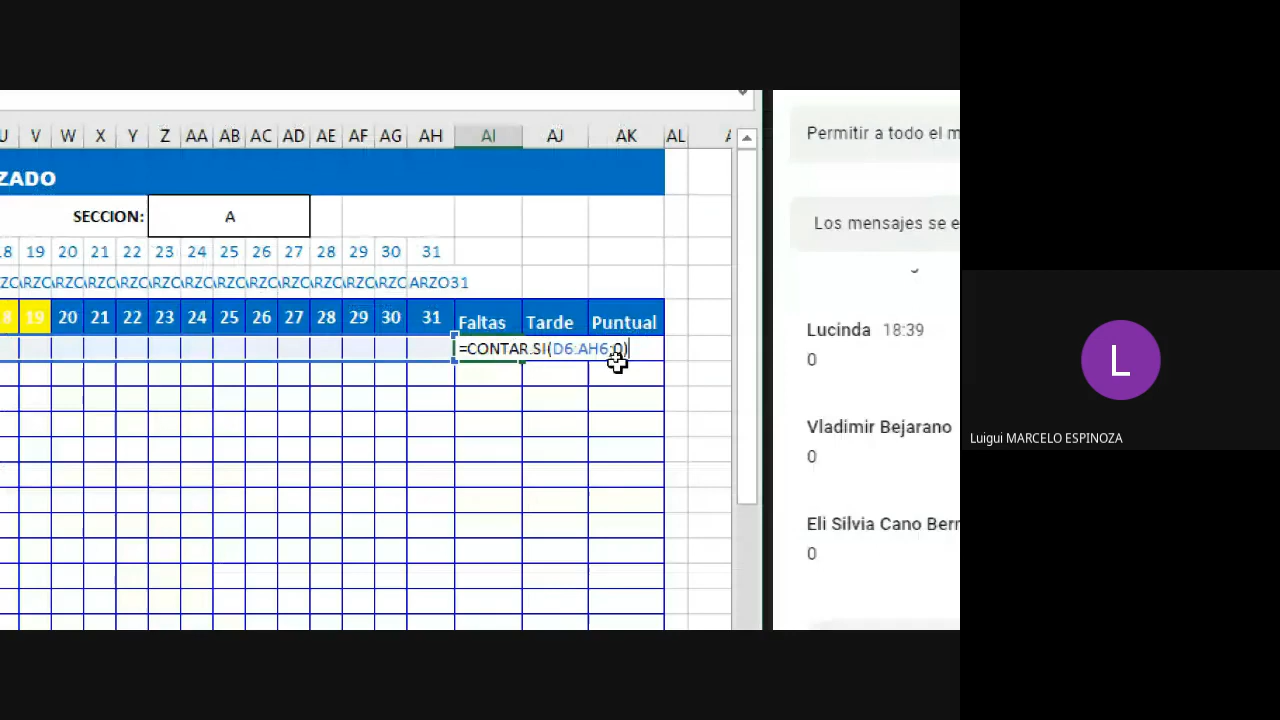 U V W X Y Z AA AB AC AD AE AF AG AH AI AJ AK AL
ZADO
SECCION: A
18 19 20 21 22 23 24 25 26 27 28 29 30 31
ARZO31
8 19 20 21 22 23 24 25 26 27 28 29 30 31 Faltas Tarde Puntual
=CONTAR.SI(D6:AH6;0)
Permitir a todo el m
Los mensajes se e
Lucinda 18:39
0
Vladimir Bejarano
0
Eli Silvia Cano Bern
0
L
Luigui MARCELO ESPINOZA